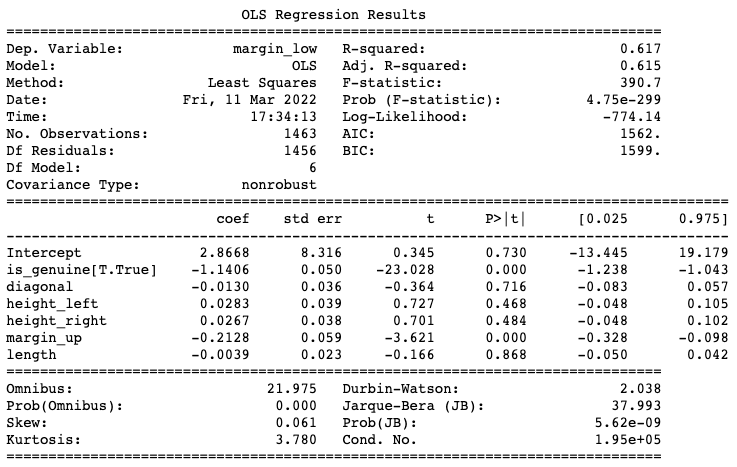 OLS Regression Results
==============================================================================
Dep. Variable:             margin_low   R-squared:                       0.617
Model:                            OLS   Adj. R-squared:                  0.615
Method:                 Least Squares   F-statistic:                     390.7
Date:                Fri, 11 Mar 2022   Prob (F-statistic):          4.75e-299
Time:                        17:34:13   Log-Likelihood:                -774.14
No. Observations:                1463   AIC:                             1562.
Df Residuals:                    1456   BIC:                             1599.
Df Model:                           6
Covariance Type:            nonrobust
======================================================================================
                         coef    std err          t      P>|t|      [0.025      0.975]
--------------------------------------------------------------------------------------
Intercept              2.8668      8.316      0.345      0.730     -13.445      19.179
is_genuine[T.True]    -1.1406      0.050    -23.028      0.000      -1.238      -1.043
diagonal              -0.0130      0.036     -0.364      0.716      -0.083       0.057
height_left            0.0283      0.039      0.727      0.468      -0.048       0.105
height_right           0.0267      0.038      0.701      0.484      -0.048       0.102
margin_up             -0.2128      0.059     -3.621      0.000      -0.328      -0.098
length                -0.0039      0.023     -0.166      0.868      -0.050       0.042
==============================================================================
Omnibus:                       21.975   Durbin-Watson:                   2.038
Prob(Omnibus):                  0.000   Jarque-Bera (JB):               37.993
Skew:                           0.061   Prob(JB):                     5.62e-09
Kurtosis:                       3.780   Cond. No.                     1.95e+05
==============================================================================